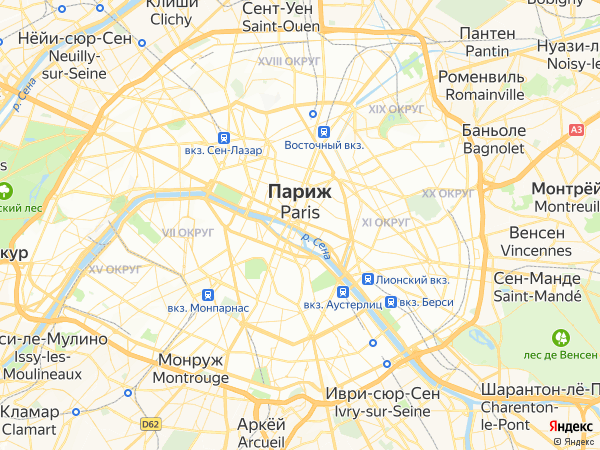 КЛИШИ
Clichy
Сент-Уен
Saint-Ouen
Bobigny
Нёйи-сюр-Сен
Neuilly-
sur-Seine
р. Сена
Пантен
Pantin
Нуази-ле
Noisy-le
XVIII ОКРУГ
Роменвиль
Romainville
XIX ОКРУГ
Баньоле
Bagnolet
A3
вкз. Сен-Лазар
Восточный вкз.
Париж
Paris
XX ОКРУГ
Монтрёй
Montreuil
ский лес
VII ОКРУГ
XI ОКРУГ
р. Сена
Венсен
Vincennes
кур
XV ОКРУГ
Лионский вкз.
Сен-Манде
Saint-Mandé
вкз. Монпарнас
вкз. Аустерлиц
вкз. Берси
си-ле-Мулино
Issy-les-
Moulineaux
лес де Венсен
Монруж
Montrouge
Иври-сюр-Сен
Ivry-sur-Seine
Шарантон-лё-П
Charenton-
le-Pont
Кламар
Clamart
D62
Аркёй
Arcueil
Яндекс
© Яндекс